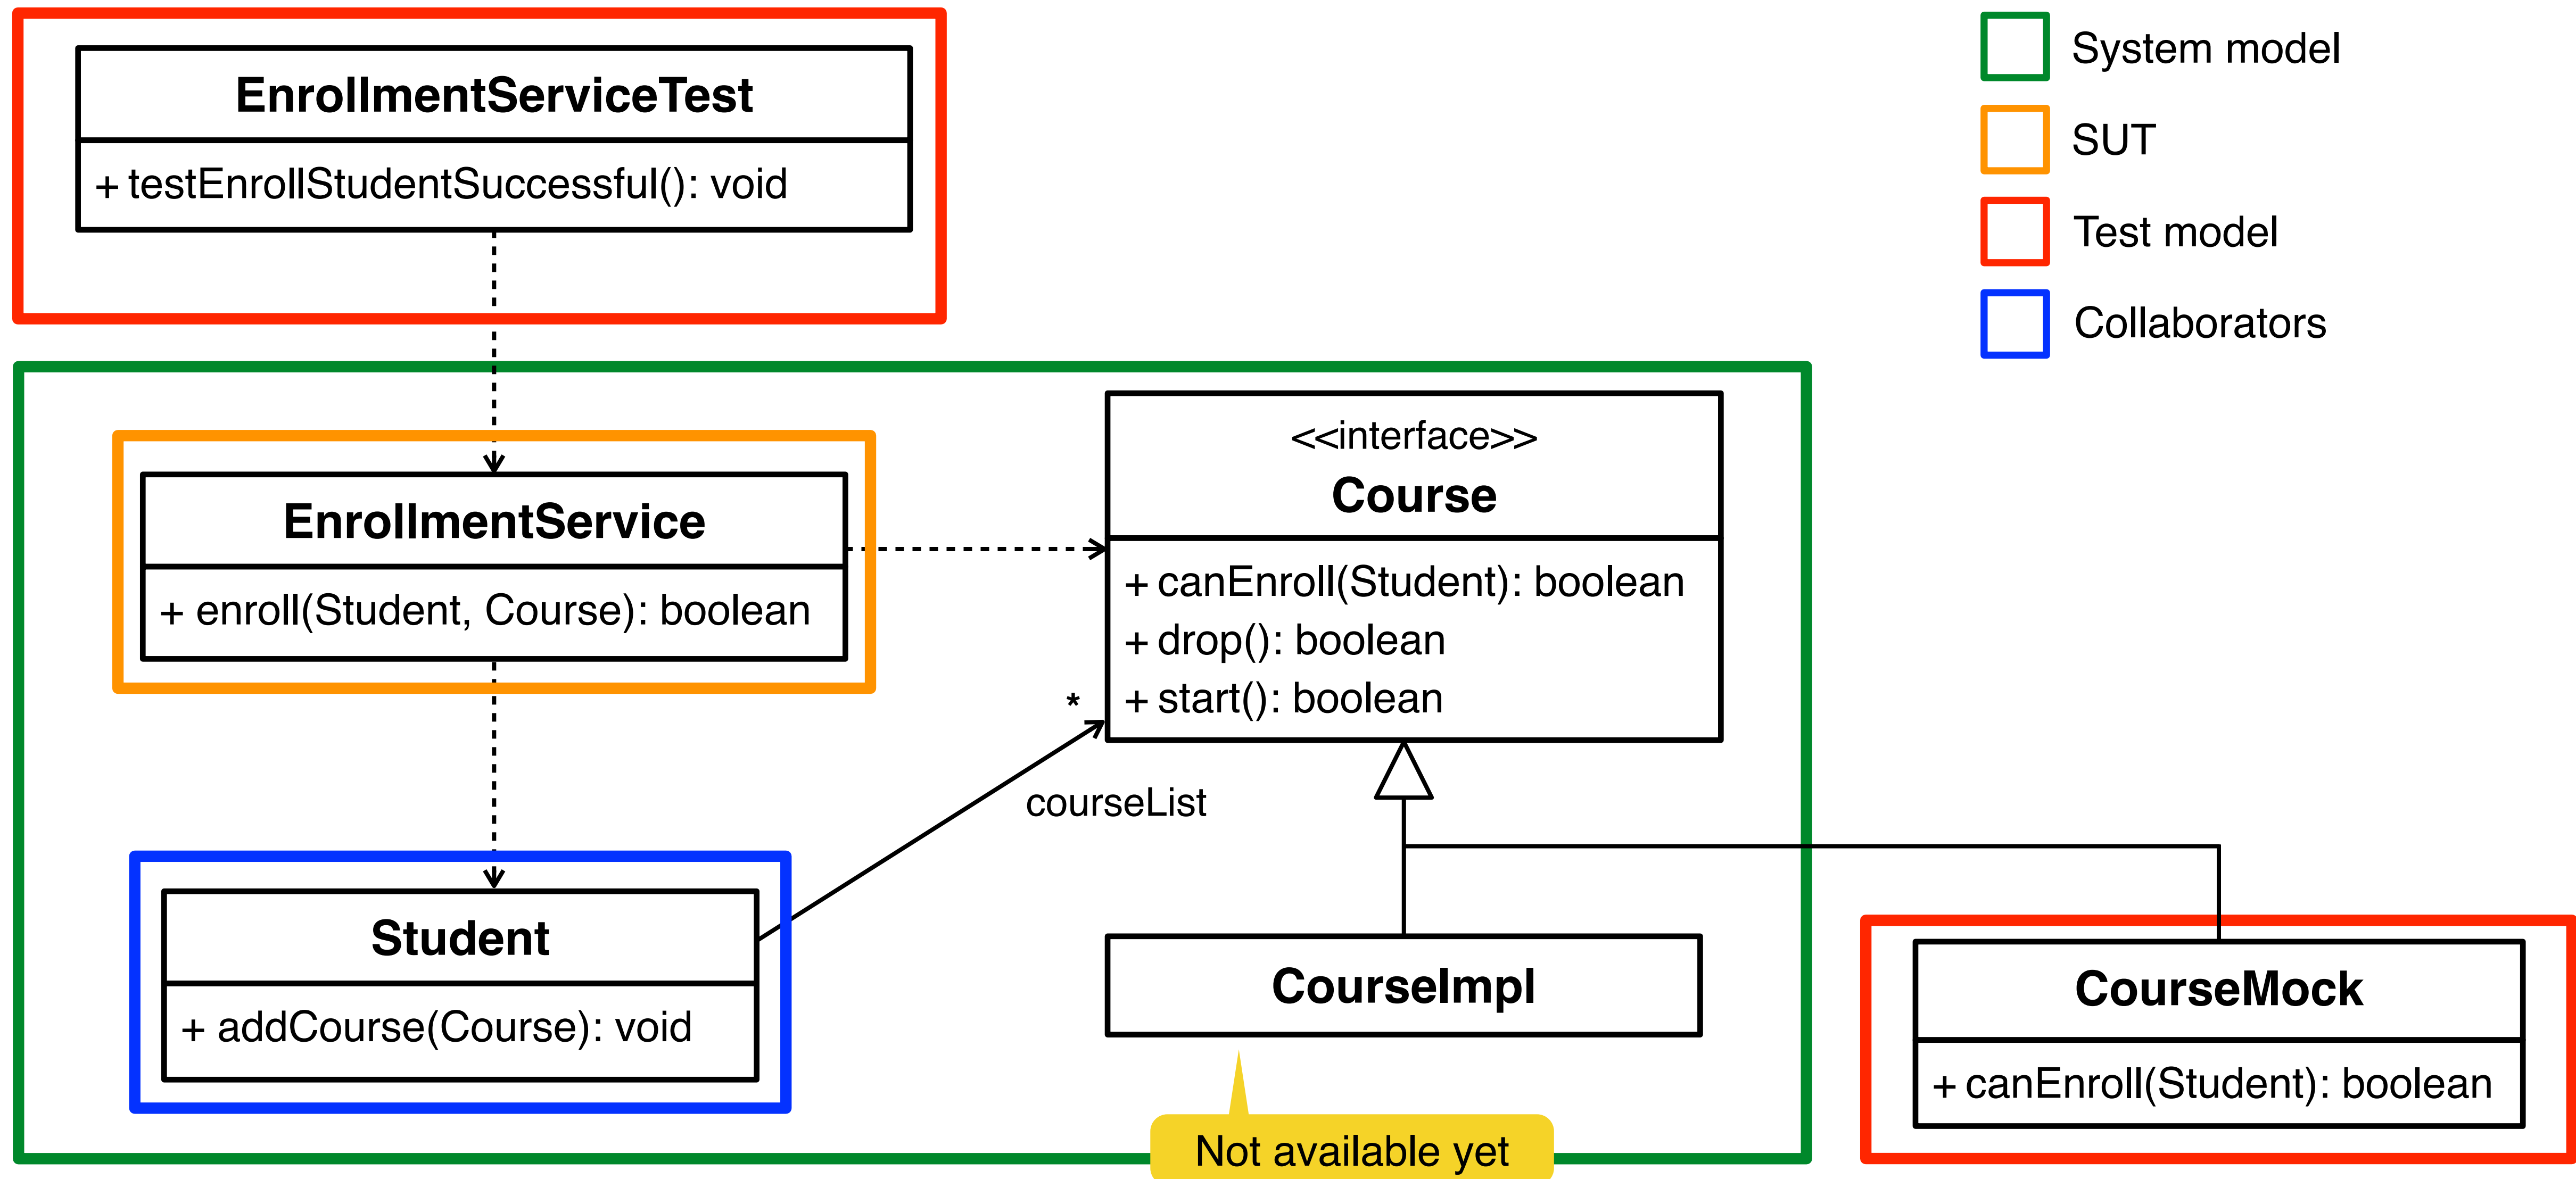 EnrollmentServiceTest
+ testEnrollStudentSuccessful(): void
System model
SUT
Test model
Collaborators
EnrollmentService
+ enroll(Student, Course): boolean
<<interface>>
Course
+ canEnroll(Student): boolean
+ drop(): boolean
+ start(): boolean
*
courseList
Student
+ addCourse(Course): void
CourseImpl
Not available yet
CourseMock
+ canEnroll(Student): boolean